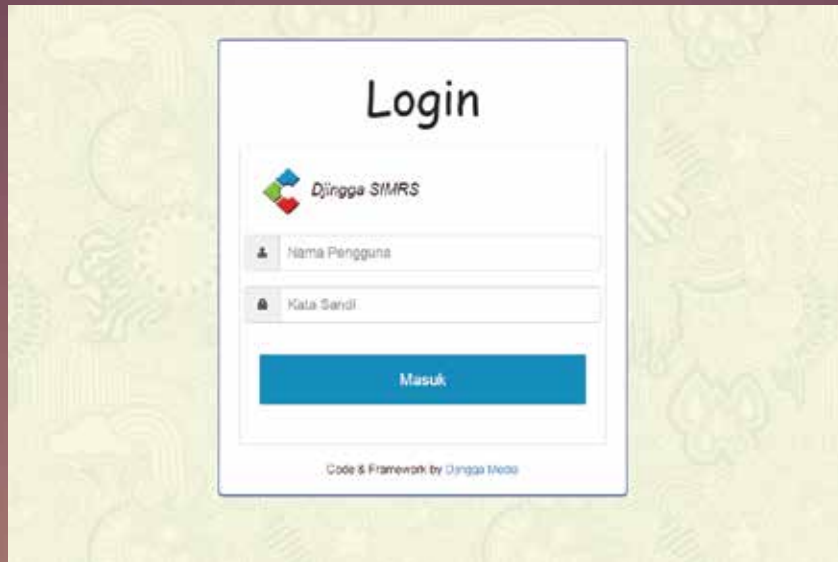 Login
Djingga SIMRS
Nama Pengguna
Kata Sandi
Masuk
Code & Framework by Djingga Media